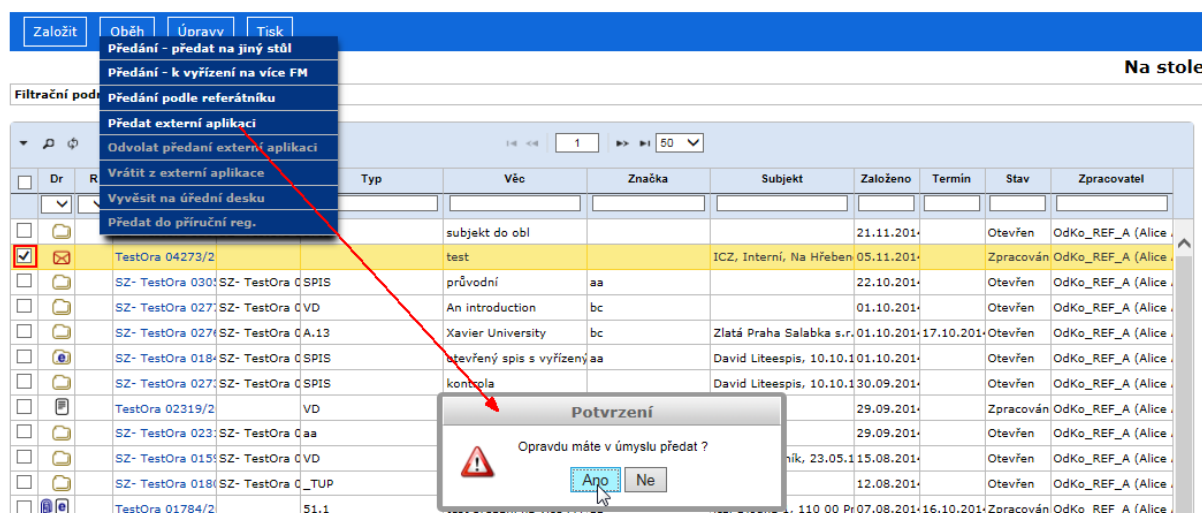 Založit Oběh Úpravy Tisk
Předání - předat na jiný stůl
Předání - k vyřízení na více FM
Předání podle referátníku
Předat externí aplikaci
Odvolat předaní externí aplikaci
Vrátit z externí aplikace
Vyvěsit na úřední desku
Předat do příruční reg.
Na stole
Filtrační
1 50
Dr Typ Věc Značka Subjekt Založeno Termín Stav Zpracovatel
subjekt do obl 21.11.201 Otevřen OdKo_REF_A (Alice
TestOra 04273/2 test ICZ, Interní, Na Hřeben 05.11.201 Zpracován OdKo_REF_A (Alice
SZ- TestOra 030 SZ- TestOra SPIS průvodní aa 22.10.201 Otevřen OdKo_REF_A (Alice
SZ- TestOra 027 SZ- TestOra VD An introduction bc 01.10.201 Otevřen OdKo_REF_A (Alice
SZ- TestOra 027 SZ- TestOra A.13 Xavier University bc Zlatá Praha Salabka s.r. 01.10.201 17.10.201 Otevřen OdKo_REF_A (Alice
SZ- TestOra 018 SZ- TestOra SPIS otevřený spis s vyřízený aa David Liteespis, 10.10.1 01.10.201 Otevřen OdKo_REF_A (Alice
SZ- TestOra 027 SZ- TestOra SPIS kontrola David Liteespis, 10.10.1 30.09.201 Otevřen OdKo_REF_A (Alice
TestOra 02319/2 VD 29.09.201 Zpracován OdKo_REF_A (Alice
SZ- TestOra 023 SZ- TestOra aa 29.09.201 Otevřen OdKo_REF_A (Alice
SZ- TestOra 015 SZ- TestOra VD 23.05.1 15.08.201 Otevřen OdKo_REF_A (Alice
SZ- TestOra 018 SZ- TestOra _TUP 12.08.201 Otevřen OdKo_REF_A (Alice
TestOra 01784/2 51.1 110 00 07.08.201 16.10.201 Zpracován OdKo_REF_A (Alice
Potvrzení
Opravdu máte v úmyslu předat ?
Ano Ne